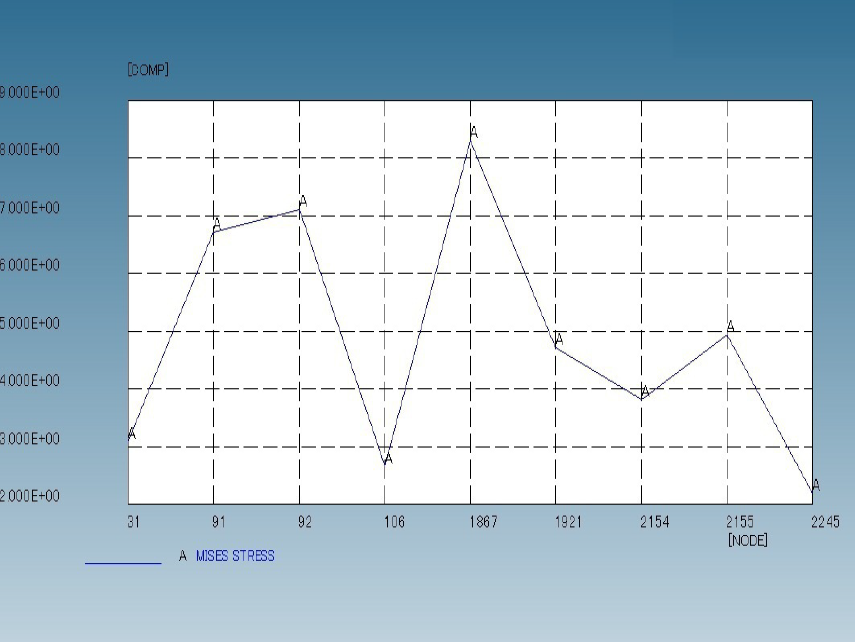 [COMP]
9.000E+00
8.000E+00
7.000E+00
6.000E+00
5.000E+00
4.000E+00
3.000E+00
2.000E+00
A
A
A
A
A
A
A
A
A
31 91 92 106 1867 1921 2154 2155 2245
[NODE]
A MISES STRESS